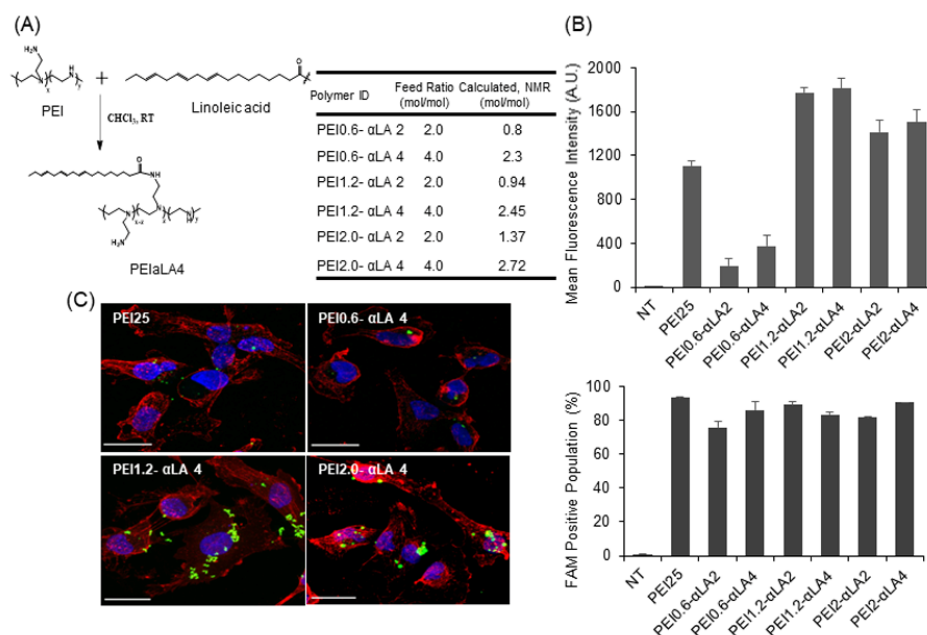 (A)
H₂N
N
x
H
N
y
PEI
+
O
Linoleic acid
CHCl₃, RT
O
NH
N
x-z
N
z
H
N
y
H₂N
PEIaLA4
Polymer ID Feed Ratio (mol/mol) Calculated, NMR (mol/mol)
PEI0.6- αLA 2 2.0 0.8
PEI0.6- αLA 4 4.0 2.3
PEI1.2- αLA 2 2.0 0.94
PEI1.2- αLA 4 4.0 2.45
PEI2.0- αLA 2 2.0 1.37
PEI2.0- αLA 4 4.0 2.72
(B)
Mean Fluorescence Intensity (A.U.)
2000
1600
1200
800
400
0
NT
PEI25
PEI0.6-αLA2
PEI0.6-αLA4
PEI1.2-αLA2
PEI1.2-αLA4
PEI2-αLA2
PEI2-αLA4
FAM Positive Population (%)
100
80
60
40
20
0
NT
PEI25
PEI0.6-αLA2
PEI0.6-αLA4
PEI1.2-αLA2
PEI1.2-αLA4
PEI2-αLA2
PEI2-αLA4
(C)
PEI25
PEI0.6- αLA 4
PEI1.2- αLA 4
PEI2.0- αLA 4